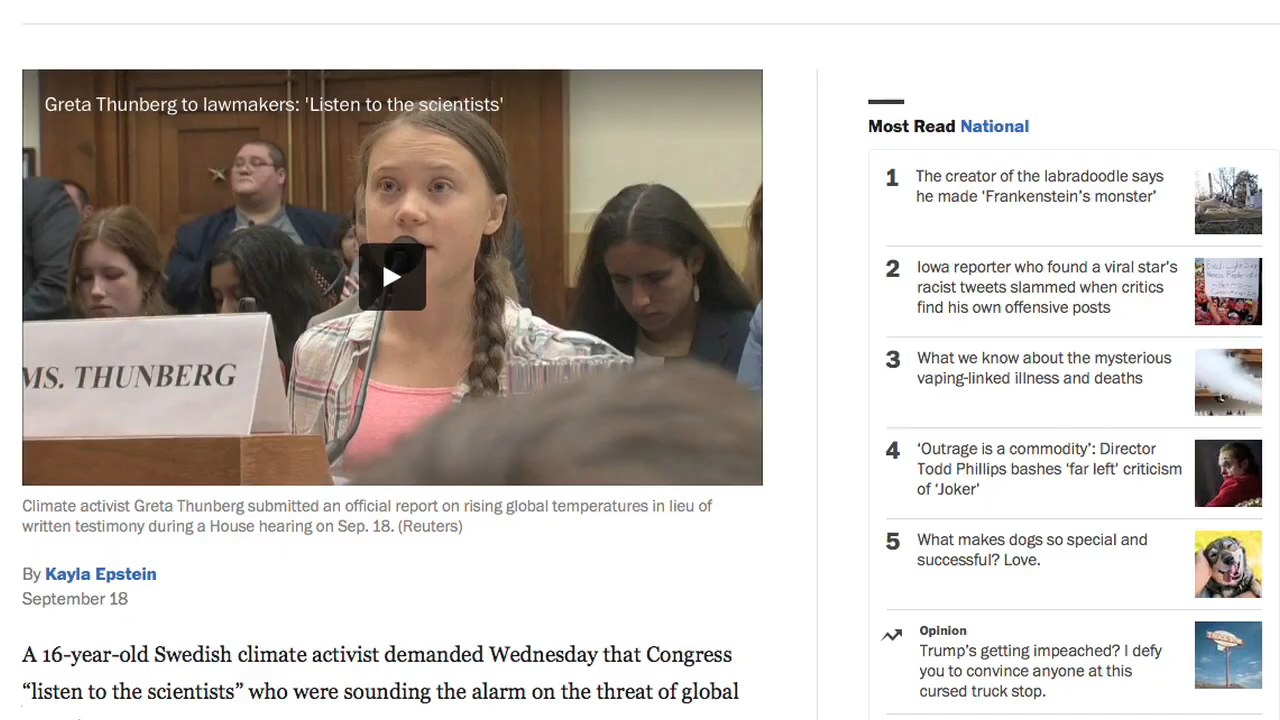 Greta Thunberg to lawmakers: 'Listen to the scientists'
MS. THUNBERG
Climate activist Greta Thunberg submitted an official report on rising global temperatures in lieu of
written testimony during a House hearing on Sep. 18. (Reuters)
By Kayla Epstein
September 18
A 16-year-old Swedish climate activist demanded Wednesday that Congress
“listen to the scientists” who were sounding the alarm on the threat of global
Most Read National
1
The creator of the labradoodle says
he made ‘Frankenstein’s monster’
2
Iowa reporter who found a viral star’s
racist tweets slammed when critics
find his own offensive posts
3
What we know about the mysterious
vaping-linked illness and deaths
4
‘Outrage is a commodity’: Director
Todd Phillips bashes ‘far left’ criticism
of ‘Joker’
5
What makes dogs so special and
successful? Love.
Opinion
Trump’s getting impeached? I defy
you to convince anyone at this
cursed truck stop.